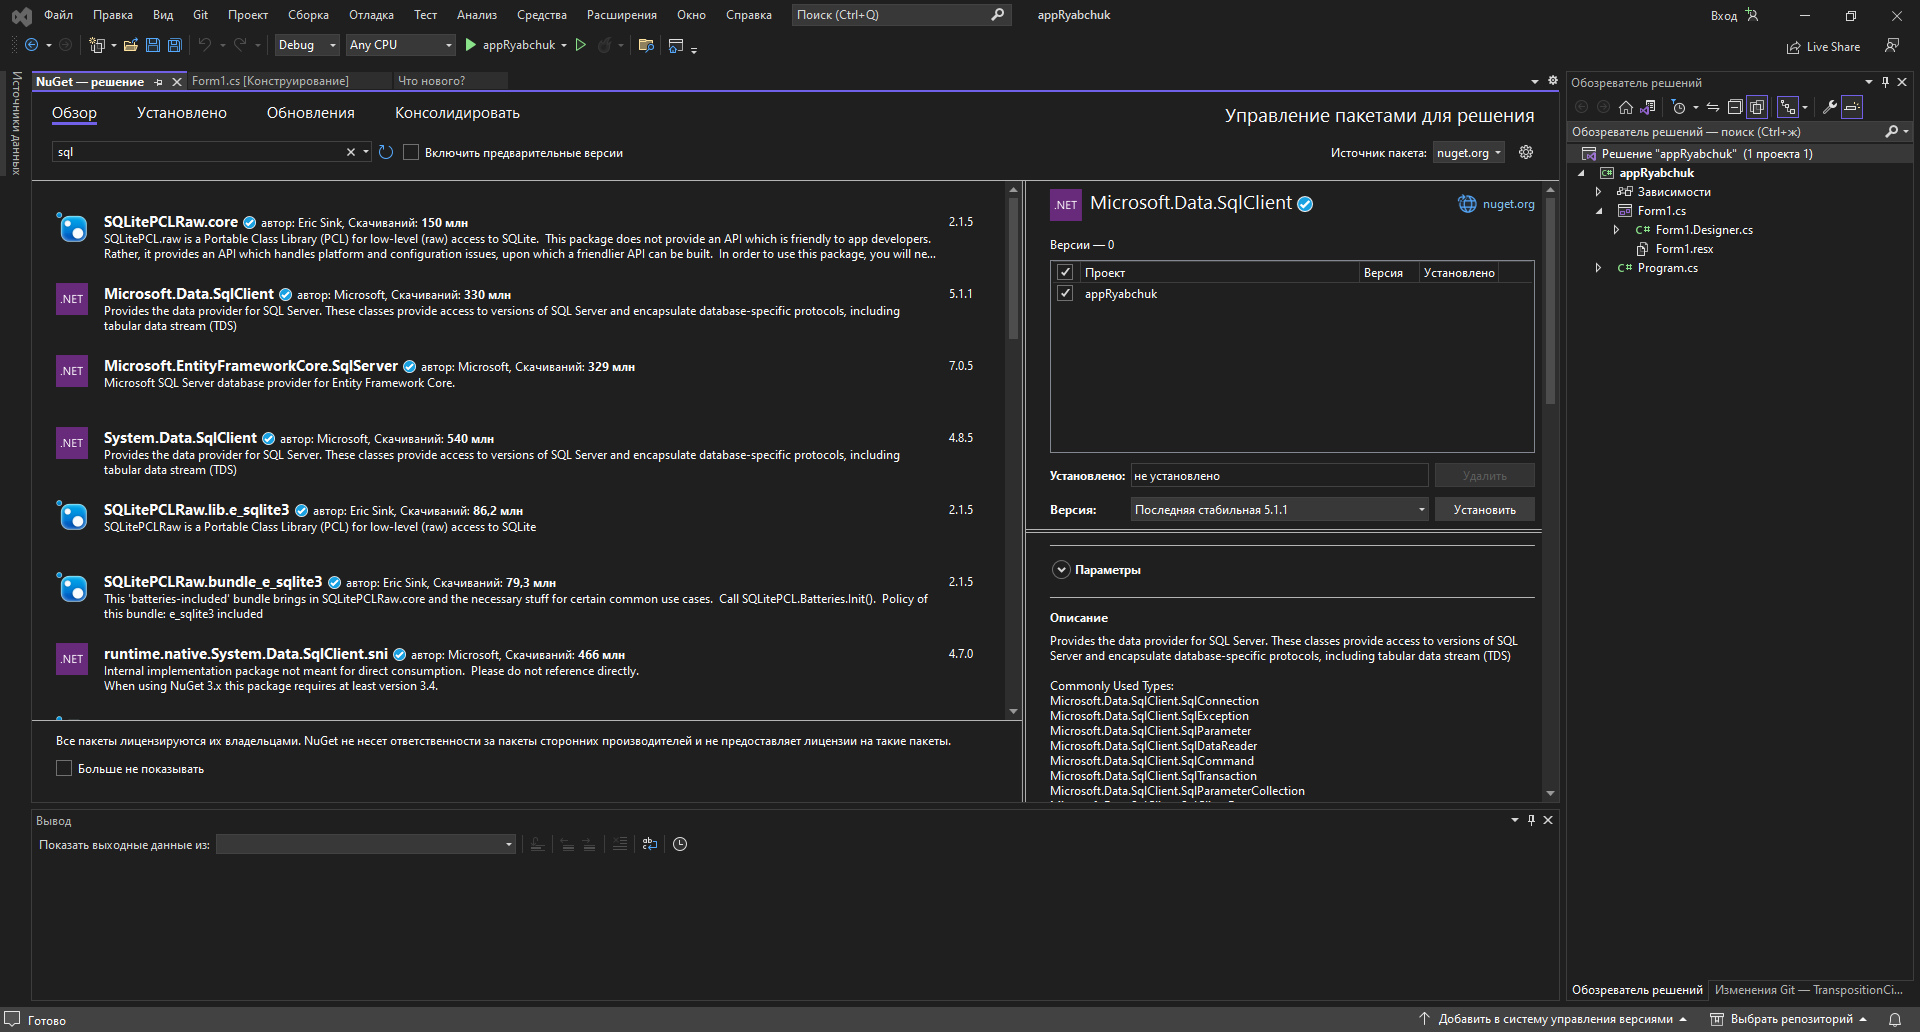 Файл Правка Вид Git Проект Сборка Отладка Тест Анализ Средства Расширения Окно Справка Поиск (Ctrl+Q) appRyabchuk Вход
Debug Any CPU appRyabchuk Live Share
Источники данных
NuGet — решение Form1.cs [Конструирование] Что нового?
Обзор Установлено Обновления Консолидировать
Управление пакетами для решения
sql
Включить предварительные версии
Источник пакета: nuget.org
SQLitePCLRaw.core автор: Eric Sink, Скачиваний: 150 млн 2.1.5
SQLitePCL.raw is a Portable Class Library (PCL) for low-level (raw) access to SQLite. This package does not provide an API which is friendly to app developers.
Rather, it provides an API which handles platform and configuration issues, upon which a friendlier API can be built. In order to use this package, you will ne...
.NET
Microsoft.Data.SqlClient автор: Microsoft, Скачиваний: 330 млн 5.1.1
Provides the data provider for SQL Server. These classes provide access to versions of SQL Server and encapsulate database-specific protocols, including
tabular data stream (TDS)
.NET
Microsoft.EntityFrameworkCore.SqlServer автор: Microsoft, Скачиваний: 329 млн 7.0.5
Microsoft SQL Server database provider for Entity Framework Core.
.NET
System.Data.SqlClient автор: Microsoft, Скачиваний: 540 млн 4.8.5
Provides the data provider for SQL Server. These classes provide access to versions of SQL Server and encapsulate database-specific protocols, including
tabular data stream (TDS)
SQLitePCLRaw.lib.e_sqlite3 автор: Eric Sink, Скачиваний: 86,2 млн 2.1.5
SQLitePCLRaw is a Portable Class Library (PCL) for low-level (raw) access to SQLite
SQLitePCLRaw.bundle_e_sqlite3 автор: Eric Sink, Скачиваний: 79,3 млн 2.1.5
This 'batteries-included' bundle brings in SQLitePCLRaw.core and the necessary stuff for certain common use cases. Call SQLitePCL.Batteries.Init(). Policy of
this bundle: e_sqlite3 included
.NET
runtime.native.System.Data.SqlClient.sni автор: Microsoft, Скачиваний: 466 млн 4.7.0
Internal implementation package not meant for direct consumption. Please do not reference directly.
When using NuGet 3.x this package requires at least version 3.4.
Все пакеты лицензируются их владельцами. NuGet не несет ответственности за пакеты сторонних производителей и не предоставляет лицензии на такие пакеты.
Больше не показывать
.NET Microsoft.Data.SqlClient nuget.org
Версии — 0
Проект Версия Установлено
appRyabchuk
Установлено: не установлено Удалить
Версия: Последняя стабильная 5.1.1 Установить
Параметры
Описание
Provides the data provider for SQL Server. These classes provide access to versions of SQL
Server and encapsulate database-specific protocols, including tabular data stream (TDS)
Commonly Used Types:
Microsoft.Data.SqlClient.SqlConnection
Microsoft.Data.SqlClient.SqlException
Microsoft.Data.SqlClient.SqlParameter
Microsoft.Data.SqlClient.SqlDataReader
Microsoft.Data.SqlClient.SqlCommand
Microsoft.Data.SqlClient.SqlTransaction
Microsoft.Data.SqlClient.SqlParameterCollection
Обозреватель решений
Обозреватель решений — поиск (Ctrl+ж)
Решение "appRyabchuk" (1 проекта 1)
C# appRyabchuk
Зависимости
Form1.cs
C# Form1.Designer.cs
Form1.resx
C# Program.cs
Вывод
Показать выходные данные из:
Обозреватель решений Изменения Git — TranspositionCi...
Готово Добавить в систему управления версиями Выбрать репозиторий